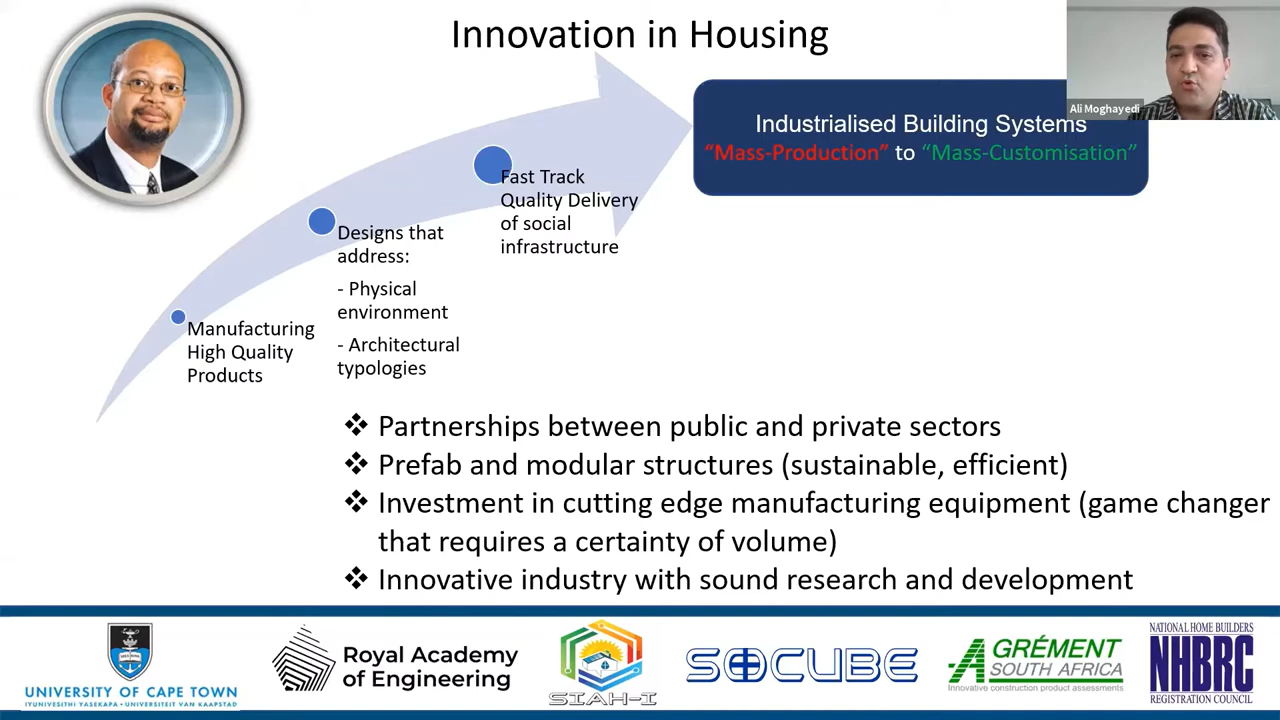 Innovation in Housing
Ali Moghayedi
Industrialised Building Systems
“Mass-Production” to “Mass-Customisation”
Fast Track
Quality Delivery
of social
infrastructure
Designs that
address:
- Physical
environment
- Architectural
typologies
Manufacturing
High Quality
Products
❖ Partnerships between public and private sectors
❖ Prefab and modular structures (sustainable, efficient)
❖ Investment in cutting edge manufacturing equipment (game changer
that requires a certainty of volume)
❖ Innovative industry with sound research and development
UNIVERSITY OF CAPE TOWN
IYUNIVESITHI YASEKAPA • UNIVERSITEIT VAN KAAPSTAD
Royal Academy
of Engineering
SIAH-I
SOCUBE
AGRÉMENT
SOUTH AFRICA
Innovative construction product assessments
NATIONAL HOME BUILDERS
NHBRC
REGISTRATION COUNCIL